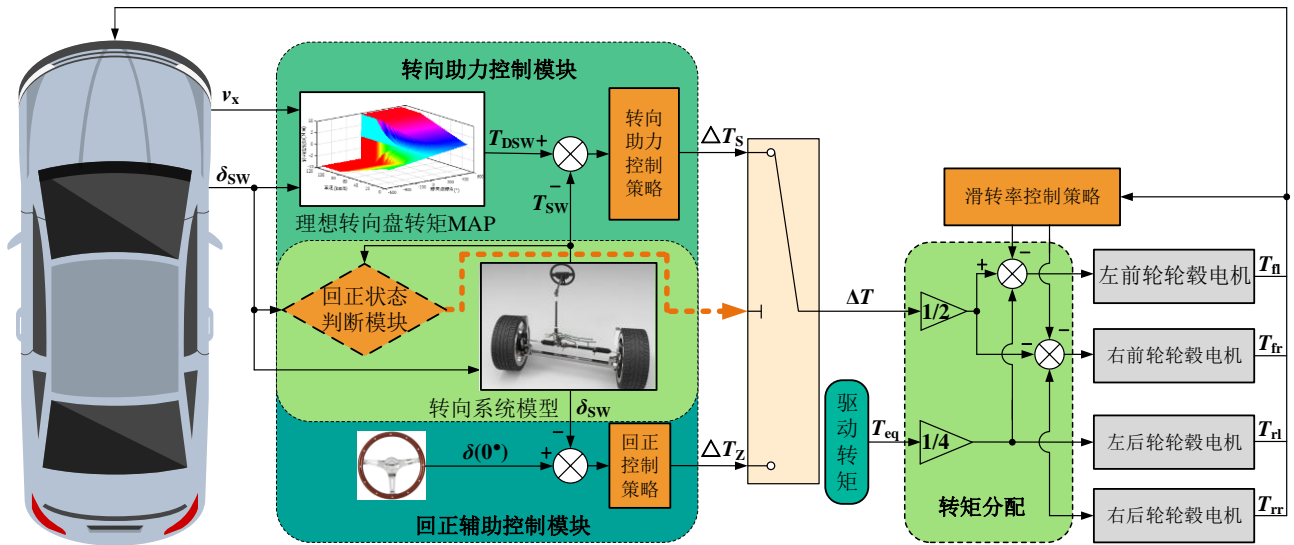 转向助力控制模块
v_x
T_DSW
+
转向
助力
控制
策略
△T_S
δ_SW
−
T_SW
理想转向盘转矩MAP
滑转率控制策略
回正状态
判断模块
转向系统模型
δ_SW
−
δ(0•)
+
回正
控制
策略
△T_Z
回正辅助控制模块
ΔT
驱动转矩
T_eq
1/2
1/4
+
−
−
−
转矩分配
左前轮轮毂电机
T_fl
右前轮轮毂电机
T_fr
左后轮轮毂电机
T_rl
右后轮轮毂电机
T_rr